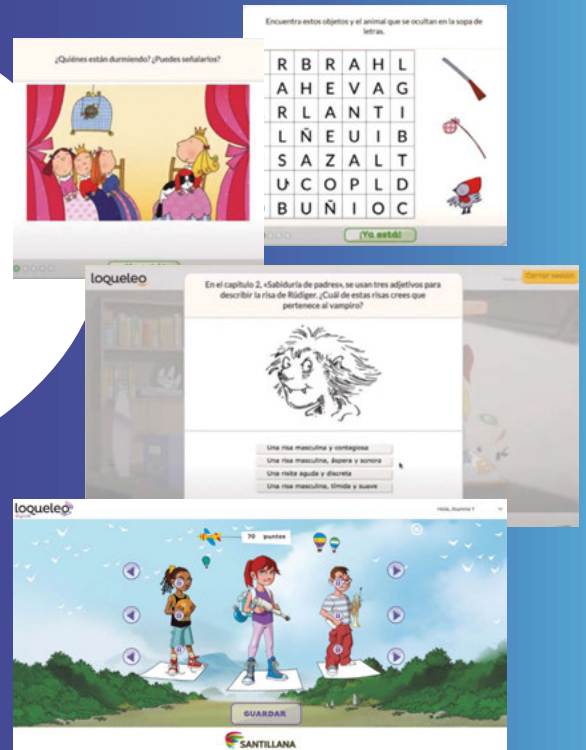 Encuentra estos objetos y el animal que se ocultan en la sopa de
letras.
¿Quiénes están durmiendo? ¿Puedes señalarlos?
R B R A H L
A H E V A G
R L A N T I
L Ñ E U I B
S A Z A L T
U C O P L D
B U Ñ I O C
¡Ya está!
loqueleo
Cerrar sesión
En el capítulo 2, «Sabiduría de padres», se usan tres adjetivos para
describir la risa de Rüdiger. ¿Cuál de estas risas crees que
pertenece al vampiro?
Una risa masculina y contagiosa
Una risa masculina, áspera y sonora
Una risita aguda y discreta
Una risa masculina, tímida y suave
loqueleo
Hola, Alumno 1
70 puntos
GUARDAR
SANTILLANA